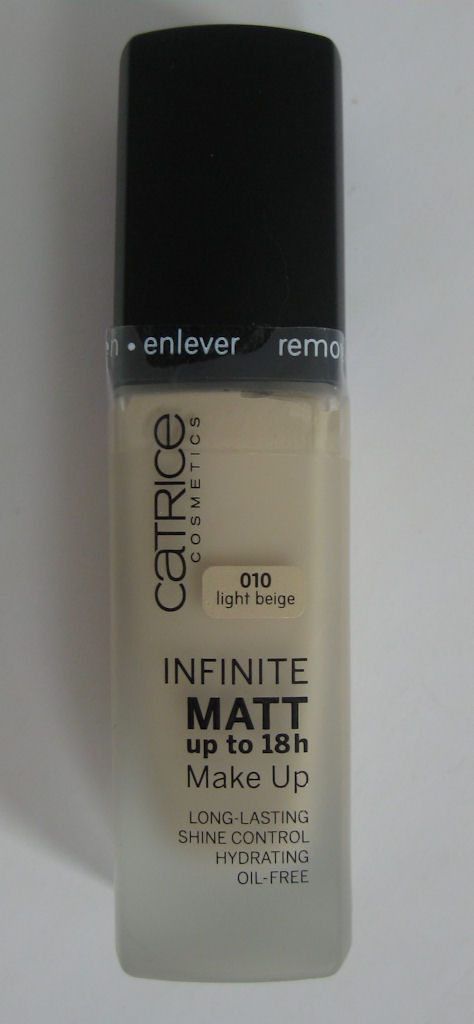 • enlever
CATRICE
COSMETICS
010
light beige
INFINITE
MATT
up to 18h
Make Up
LONG-LASTING
SHINE CONTROL
HYDRATING
OIL-FREE